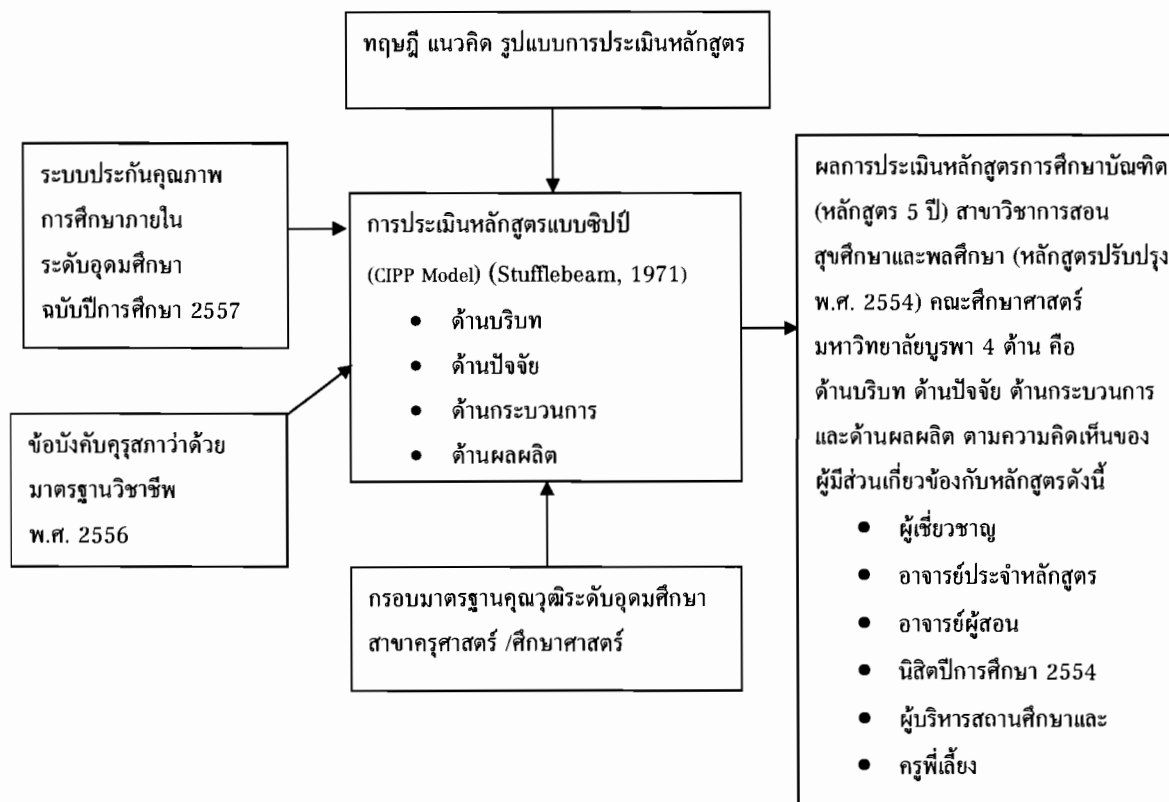 ทฤษฎี แนวคิด รูปแบบการประเมินหลักสูตร
ระบบประกันคุณภาพ
การศึกษาภายใน
ระดับอุดมศึกษา
ฉบับปีการศึกษา 2557
ข้อบังคับคุรุสภาว่าด้วย
มาตรฐานวิชาชีพ
พ.ศ. 2556
การประเมินหลักสูตรแบบซิปป์
(CIPP Model) (Stufflebeam, 1971)
• ด้านบริบท
• ด้านปัจจัย
• ด้านกระบวนการ
• ด้านผลผลิต
กรอบมาตรฐานคุณวุฒิระดับอุดมศึกษา
สาขาครุศาสตร์ /ศึกษาศาสตร์
ผลการประเมินหลักสูตรการศึกษาบัณฑิต
(หลักสูตร 5 ปี) สาขาวิชาการสอน
สุขศึกษาและพลศึกษา (หลักสูตรปรับปรุง
พ.ศ. 2554) คณะศึกษาศาสตร์
มหาวิทยาลัยบูรพา 4 ด้าน คือ
ด้านบริบท ด้านปัจจัย ด้านกระบวนการ
และด้านผลผลิต ตามความคิดเห็นของ
ผู้มีส่วนเกี่ยวข้องกับหลักสูตรดังนี้
• ผู้เชี่ยวชาญ
• อาจารย์ประจำหลักสูตร
• อาจารย์ผู้สอน
• นิสิตปีการศึกษา 2554
• ผู้บริหารสถานศึกษาและ
• ครูพี่เลี้ยง